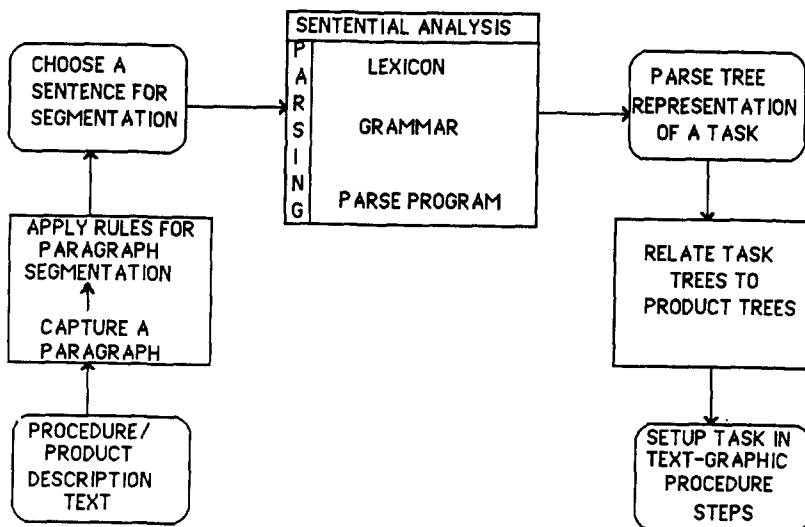 SENTENTIAL ANALYSIS
PARSING
LEXICON
GRAMMAR
PARSE PROGRAM
CHOOSE A
SENTENCE FOR
SEGMENTATION
PARSE TREE
REPRESENTATION
OF A TASK
APPLY RULES FOR
PARAGRAPH
SEGMENTATION
CAPTURE A
PARAGRAPH
RELATE TASK
TREES TO
PRODUCT TREES
PROCEDURE/
PRODUCT
DESCRIPTION
TEXT
SETUP TASK IN
TEXT-GRAPHIC
PROCEDURE
STEPS